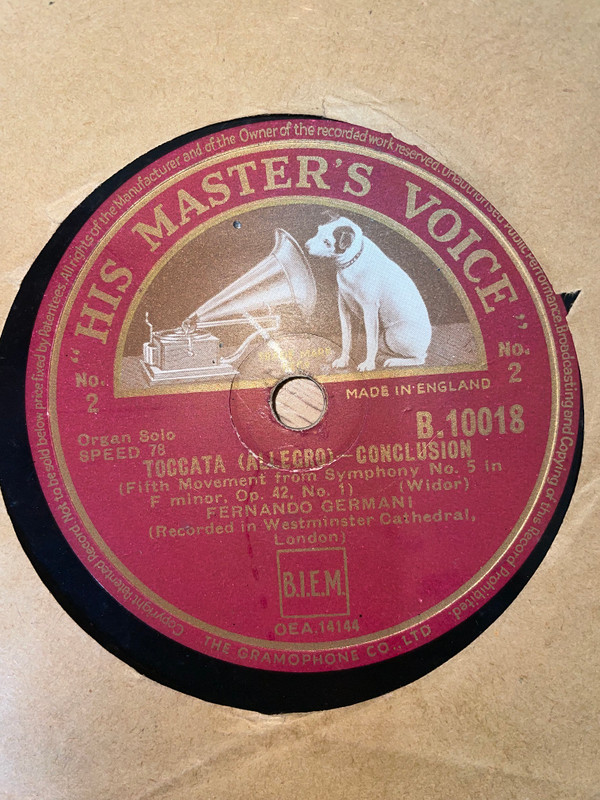 Copyright Patented Record. Not to be sold below price fixed by Patentees. All rights of the Manufacturer and of the Owner of the recorded work reserved. Unauthorised Public Performance, Broadcasting and Copying of this Record Prohibited.
"HIS MASTER'S VOICE"
No. 2
No. 2
MADE IN ENGLAND
B.10018
Organ Solo
SPEED 78
TOCCATA (ALLEGRO)—CONCLUSION
(Fifth Movement from Symphony No. 5 in
F minor, Op. 42, No. 1) (Widor)
FERNANDO GERMANI
(Recorded in Westminster Cathedral,
London)
B.I.E.M.
OEA.14144
THE GRAMOPHONE CO., LTD